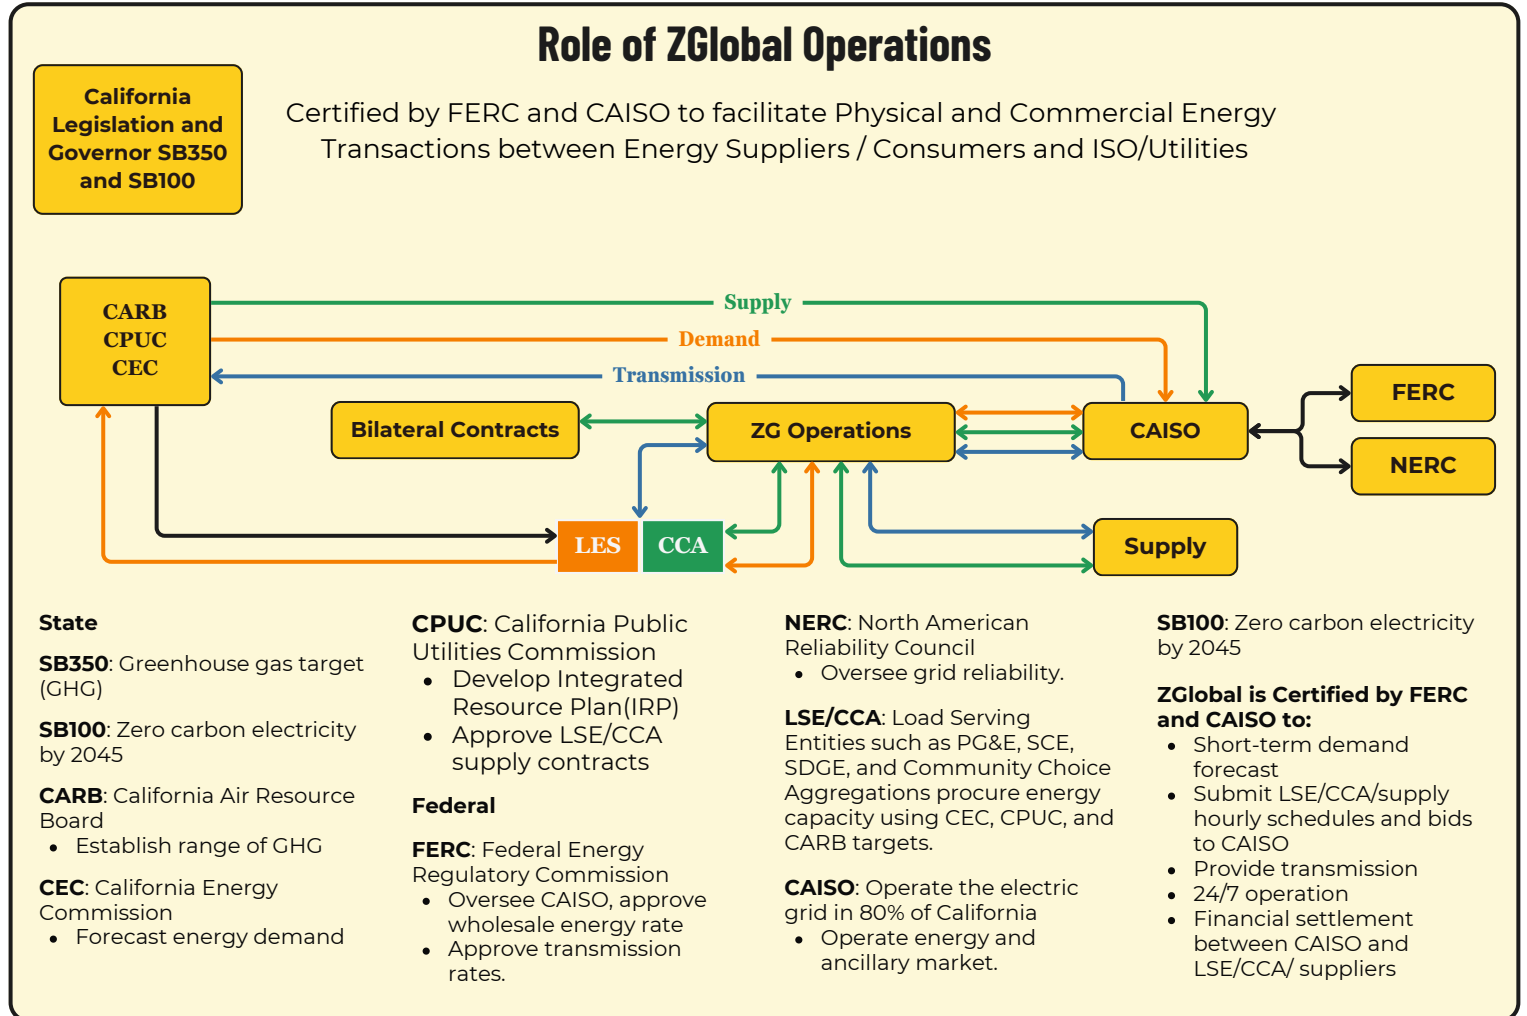 Role of ZGlobal Operations
California
Legislation and
Governor SB350
and SB100
Certified by FERC and CAISO to facilitate Physical and Commercial Energy
Transactions between Energy Suppliers / Consumers and ISO/Utilities
CARB
CPUC
CEC
Supply
Demand
Transmission
Bilateral Contracts
ZG Operations
CAISO
FERC
NERC
LES
CCA
Supply
State
SB350: Greenhouse gas target
(GHG)
SB100: Zero carbon electricity
by 2045
CARB: California Air Resource
Board
• Establish range of GHG
CEC: California Energy
Commission
• Forecast energy demand
CPUC: California Public
Utilities Commission
• Develop Integrated
Resource Plan(IRP)
• Approve LSE/CCA
supply contracts
Federal
FERC: Federal Energy
Regulatory Commission
• Oversee CAISO, approve
wholesale energy rate
• Approve transmission
rates.
NERC: North American
Reliability Council
• Oversee grid reliability.
LSE/CCA: Load Serving
Entities such as PG&E, SCE,
SDGE, and Community Choice
Aggregations procure energy
capacity using CEC, CPUC, and
CARB targets.
CAISO: Operate the electric
grid in 80% of California
• Operate energy and
ancillary market.
SB100: Zero carbon electricity
by 2045
ZGlobal is Certified by FERC
and CAISO to:
• Short-term demand
forecast
• Submit LSE/CCA/supply
hourly schedules and bids
to CAISO
• Provide transmission
• 24/7 operation
• Financial settlement
between CAISO and
LSE/CCA/ suppliers